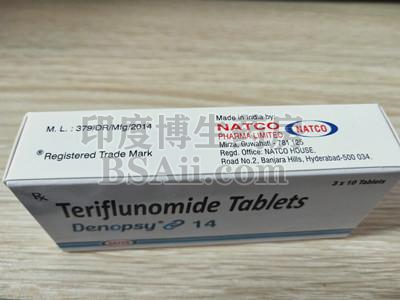 M. L. : 379/DR/Mfg/2014
® Registered Trade Mark
Made in India by:
NATCO
PHARMA LIMITED
NATCO
Mirza, Guwahati - 781 125
Regd. Office: NATCO HOUSE,
Road No.2, Banjara Hills, Hyderabad-500 034.
印度博生
BSAii.com
Rx
3 x 10 Tablets
Teriflunomide Tablets
Denopsy® 14
NATCO